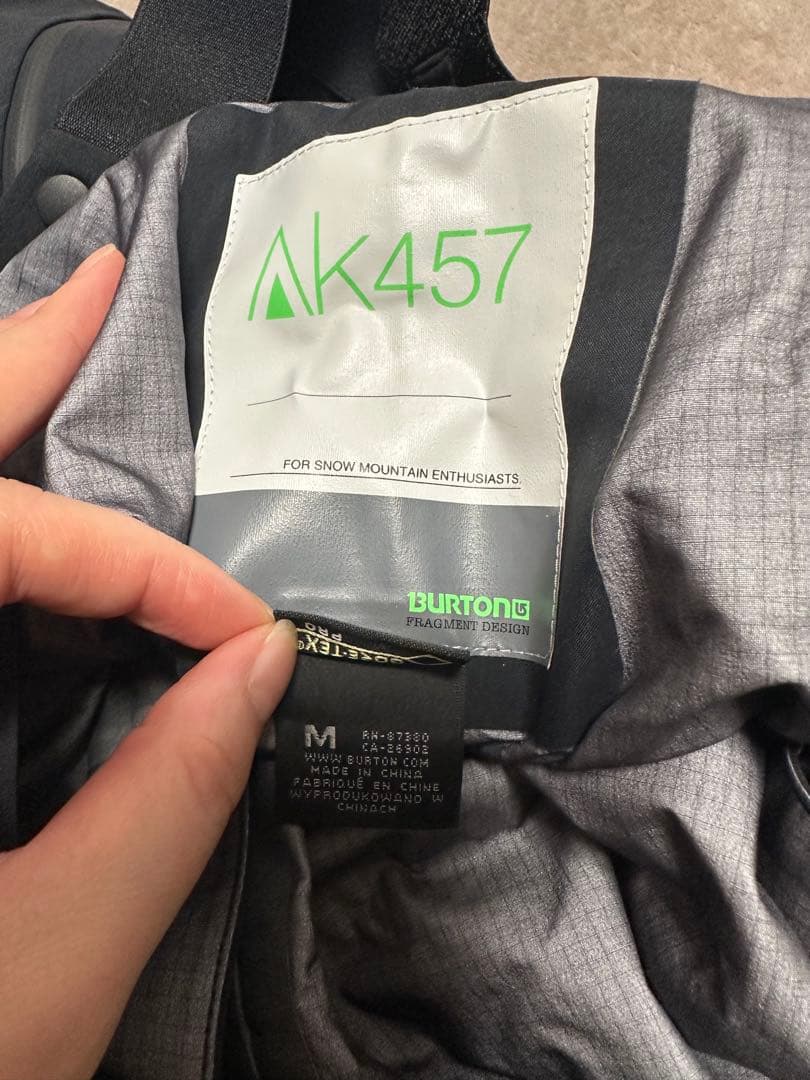 AK457
FOR SNOW MOUNTAIN ENTHUSIASTS.
BURTON
FRAGMENT DESIGN
GORE-TEX®
PRO
M
RN-87380
CA-26902
WWW.BURTON.COM
MADE IN CHINA
FABRIQUÉ EN CHINE
WYPRODUKOWANO W
CHINACH